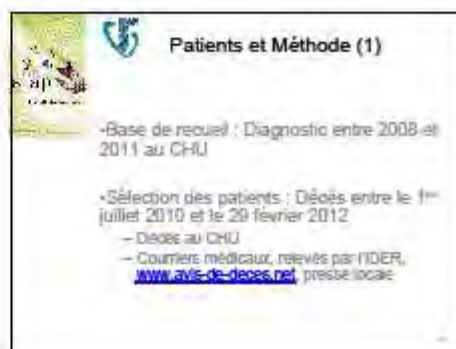 Patients et Méthode (1)
•Base de recueil : Diagnostic entre 2008 et
2011 au CHU
•Sélection des patients : Décès entre le 1er
juillet 2010 et le 29 février 2012
– Décès au CHU
– Courriers médicaux, relevés par l'IDER,
www.avis-de-deces.net, presse locale